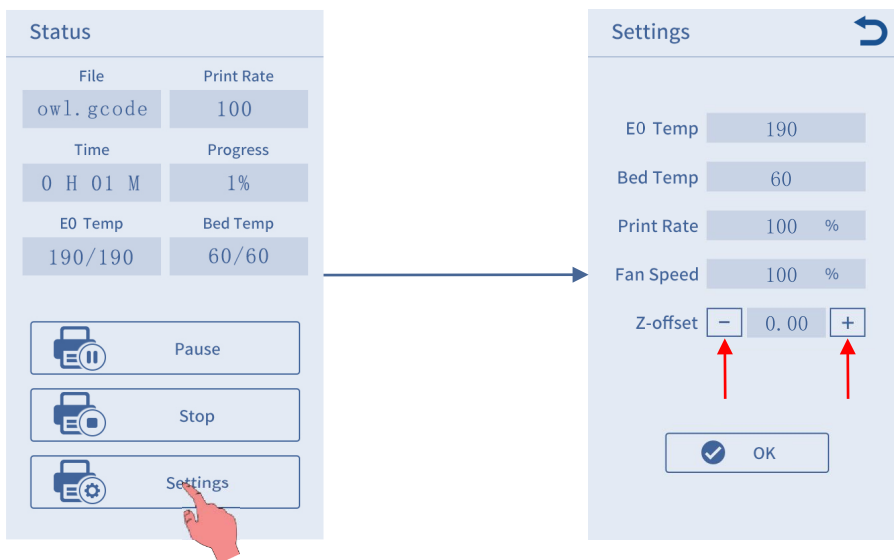 Status
File Print Rate
owl.gcode 100
Time Progress
0 H 01 M 1%
E0 Temp Bed Temp
190/190 60/60
Pause
Stop
Settings
Settings
E0 Temp 190
Bed Temp 60
Print Rate 100 %
Fan Speed 100 %
Z-offset − 0.00 +
OK